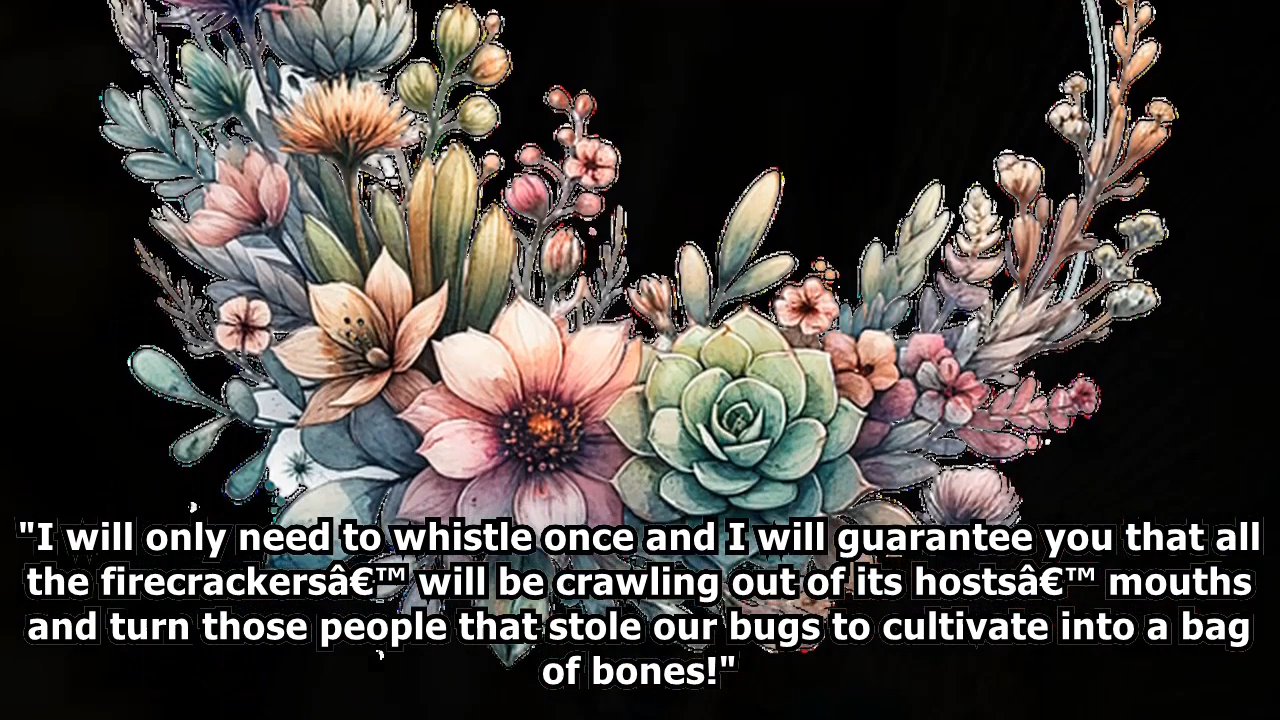 "I will only need to whistle once and I will guarantee you that all
the firecrackersâ€™ will be crawling out of its hostsâ€™ mouths
and turn those people that stole our bugs to cultivate into a bag
of bones!"